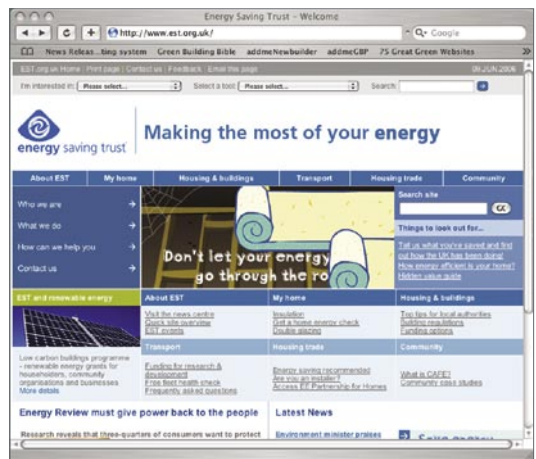 Energy Saving Trust – Welcome
http://www.est.org.uk/
Google
News Releas...bing system Green Building Bible addmeNewbuilder addmeGBP 75 Great Green Websites
EST.org.uk Home | Print page | Contact us | Feedback | Email this page
09 JUN 2006
I'm interested in: Please select... Select a tool: Please select... Search:
energy saving trust
Making the most of your energy
About EST My home Housing & buildings Transport Housing trade Community
Who we are
What we do
How can we help you
Contact us
Don't let your energy
go through the ro
Search site
GO
Things to look out for...
Tell us what you've saved and find
out how the UK has been doing!
How energy efficient is your home?
Hidden value guide
EST and renewable energy
Low carbon buildings programme
- renewable energy grants for
householders, community
organisations and businesses
More details
About EST
Visit the news centre
Quick site overview
EST events
My home
Insulation
Get a home energy check
Double glazing
Housing & buildings
Top tips for local authorities
Building regulations
Funding options
Transport
Funding for research &
development
Free fleet health check
Frequently asked questions
Housing trade
Energy saving recommended
Are you an installer?
Access EE Partnership for Homes
Community
What is CAFE?
Community case studies
Energy Review must give power back to the people
Research reveals that three-quarters of consumers want to protect
Latest News
Environment minister praises
Save energy